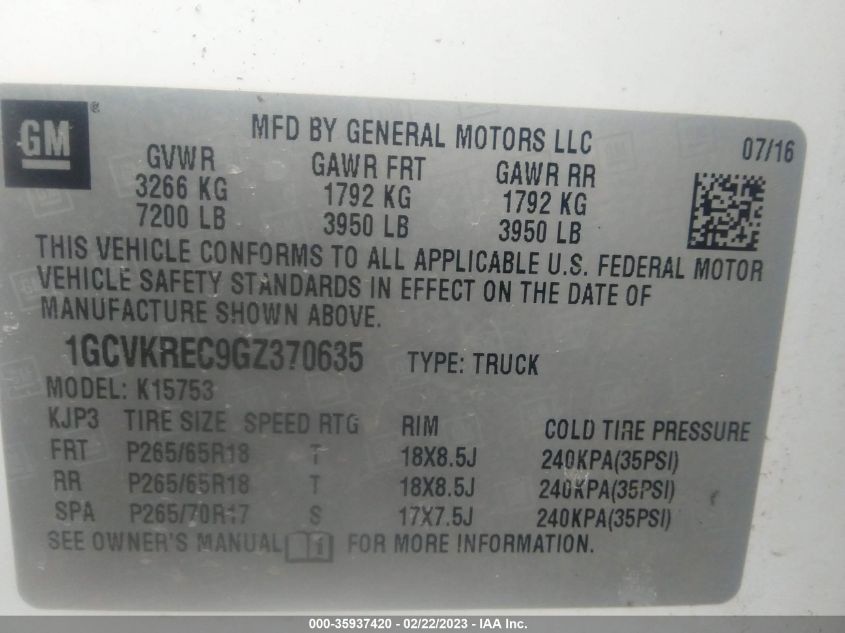 GM®
MFD BY GENERAL MOTORS LLC 07/16
GVWR GAWR FRT GAWR RR
3266 KG 1792 KG 1792 KG
7200 LB 3950 LB 3950 LB
THIS VEHICLE CONFORMS TO ALL APPLICABLE U.S. FEDERAL MOTOR
VEHICLE SAFETY STANDARDS IN EFFECT ON THE DATE OF
MANUFACTURE SHOWN ABOVE.
1GCVKREC9GZ370635 TYPE: TRUCK
MODEL: K15753
KJP3 TIRE SIZE SPEED RTG RIM COLD TIRE PRESSURE
FRT P265/65R18 T 18X8.5J 240KPA(35PSI)
RR P265/65R18 T 18X8.5J 240KPA(35PSI)
SPA P265/70R17 S 17X7.5J 240KPA(35PSI)
SEE OWNER'S MANUAL FOR MORE INFORMATION.
000-35937420 - 02/22/2023 - IAA Inc.